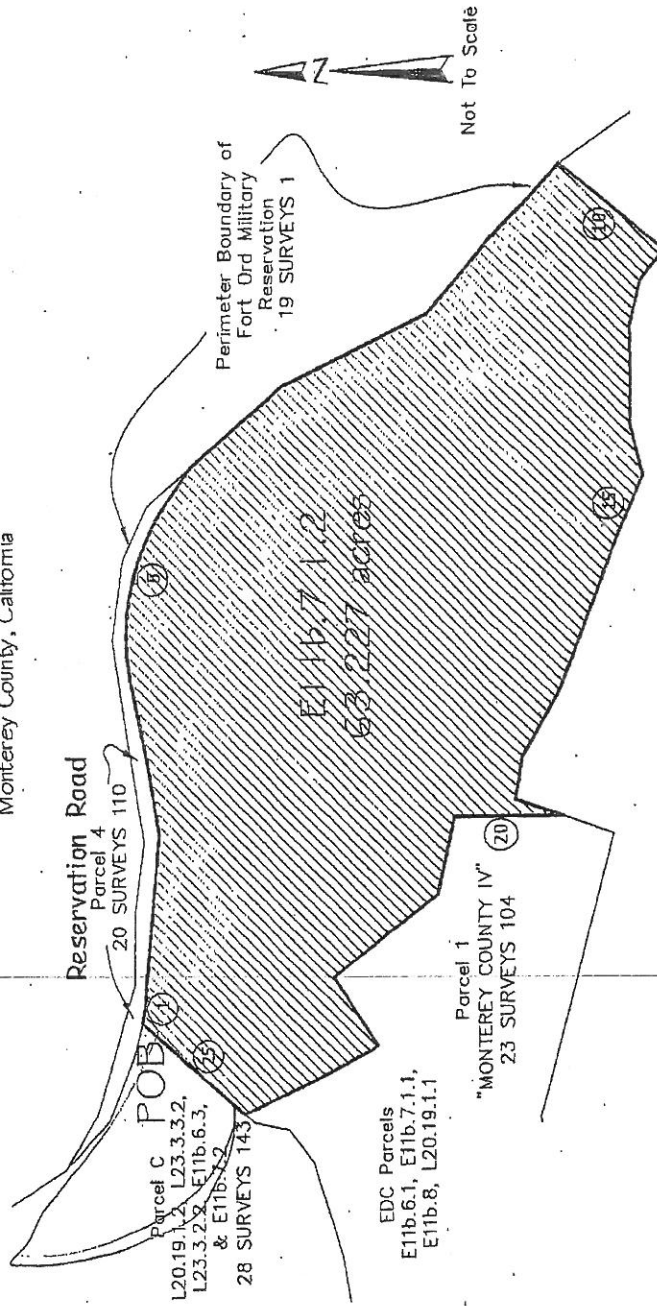 Monterey County, California
Reservation Road
Parcel 4
20 SURVEYS 110
Perimeter Boundary of
Fort Ord Military
Reservation
19 SURVEYS 1
N
Not To Scale
POB
1
5
10
15
20
25
E11b.7.1.2
63.227 acres
Parcel C
L20.19.1.2, L23.3.3.2,
L23.3.2.2, E11b.6.3,
& E11b.7.2
28 SURVEYS 143
EDC Parcels
E11b.6.1, E11b.7.1.1,
E11b.8, L20.19.1.1
Parcel 1
"MONTEREY COUNTY IV"
23 SURVEYS 104